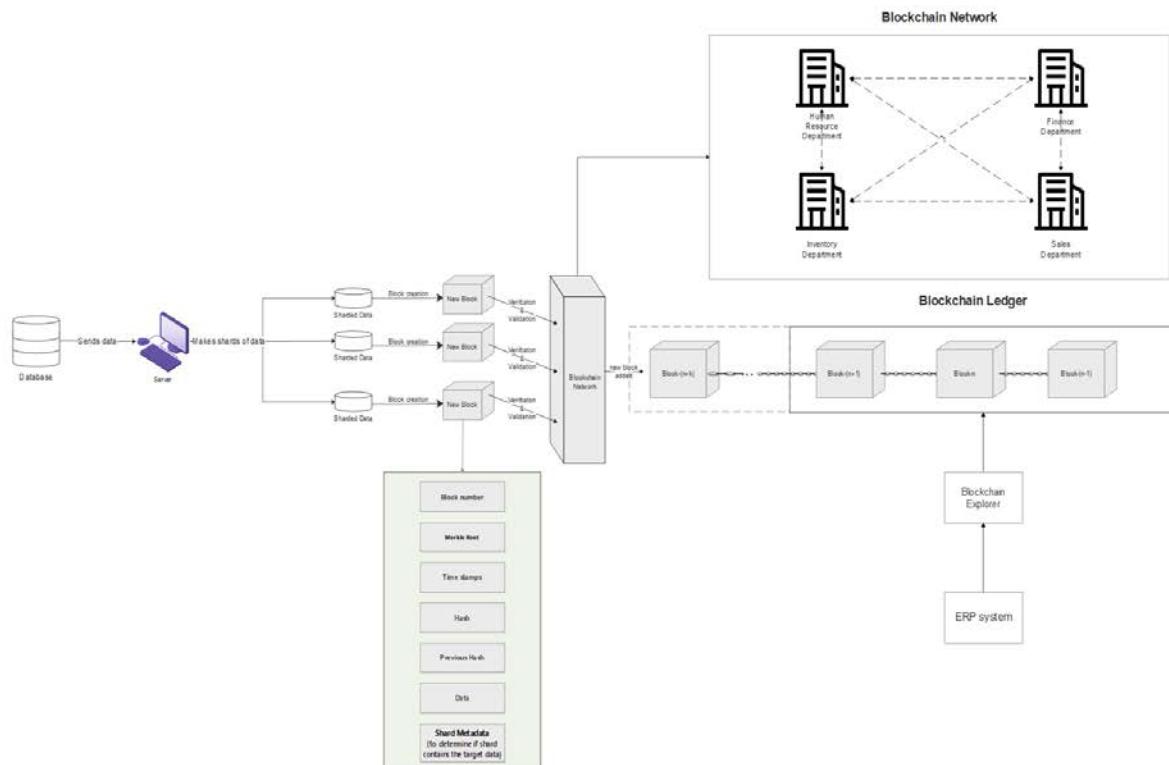 Blockchain Network
Human
Resource
Department
Finance
Department
Inventory
Department
Sales
Department
Blockchain Ledger
Database
Sends data
Server
Makes shards of data
Sharded Data
Block creation
New Block
Verification
&
Validation
Sharded Data
Block creation
New Block
Verification
&
Validation
Sharded Data
Block creation
New Block
Verification
&
Validation
Blockchain
Network
new block
added
Block-(n+k)
...
Block-(n+1)
Block-n
Block-(n-1)
Blockchain
Explorer
ERP system
Block number
Merkle Root
Time stamps
Hash
Previous Hash
Data
Shard Metadata
(to determine if shard
contains the target data)